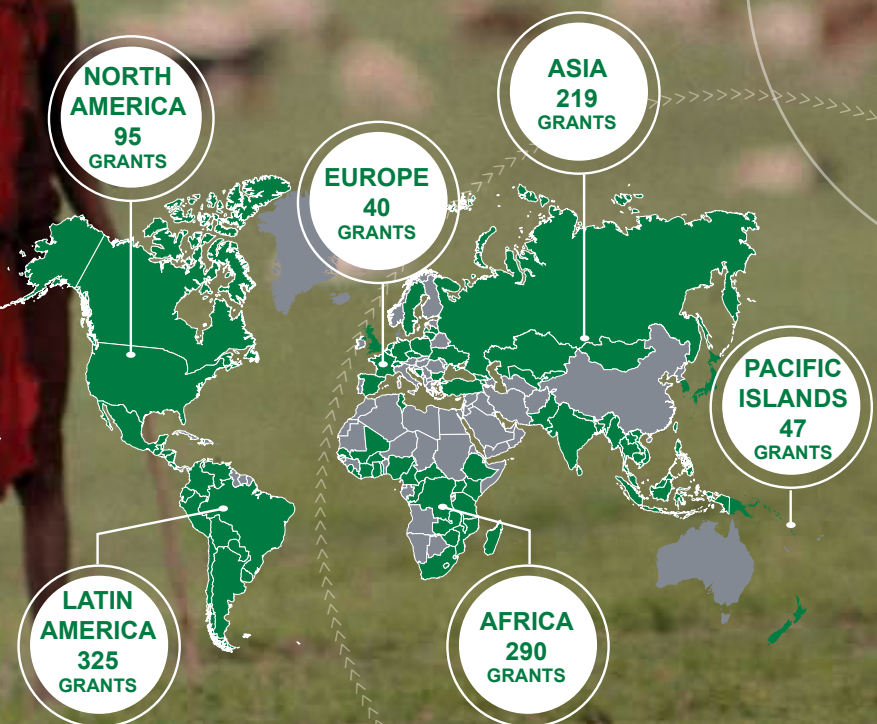 NORTH
AMERICA
95
GRANTS
ASIA
219
GRANTS
EUROPE
40
GRANTS
PACIFIC
ISLANDS
47
GRANTS
LATIN
AMERICA
325
GRANTS
AFRICA
290
GRANTS